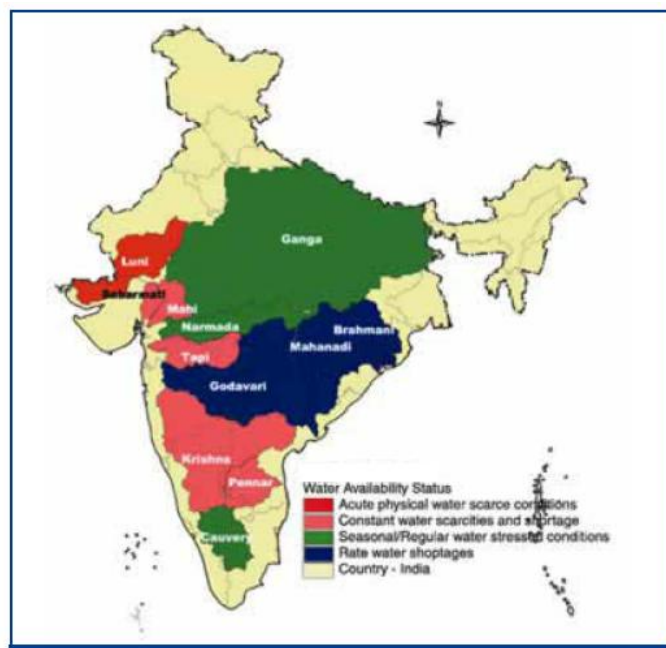 N
Ganga
Luni
Sabarmati
Mahi
Narmada
Brahmani
Mahanadi
Tapi
Godavari
Krishna
Pennar
Cauvery
Water Availability Status
Acute physical water scarce conditions
Constant water scarcities and shortage
Seasonal/Regular water stressed conditions
Rate water shoptages
Country - India